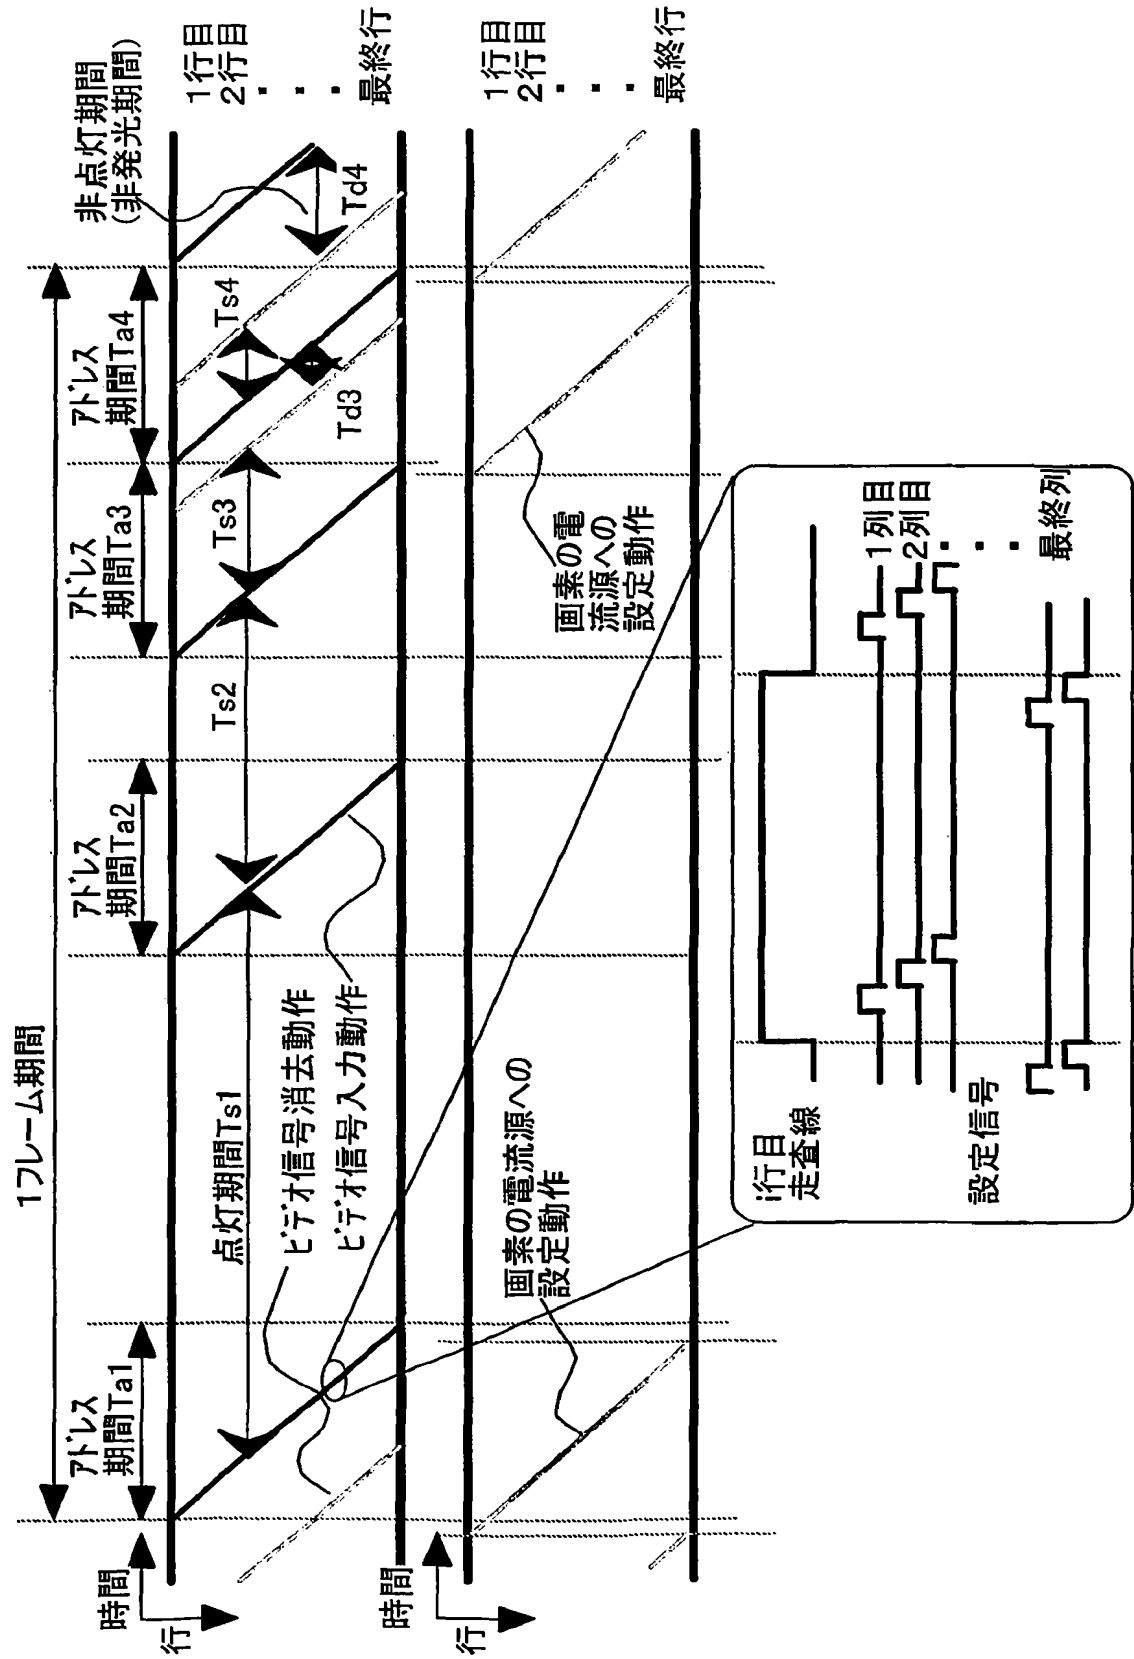 1フレーム期間
アドレス
期間Ta1
アドレス
期間Ta2
アドレス
期間Ta3
アドレス
期間Ta4
非点灯期間
(非発光期間)
時間
行
点灯期間Ts1
Ts2
Ts3
Ts4
Td3
Td4
ビデオ信号消去動作
ビデオ信号入力動作
1行目
2行目
・
・
・
最終行
時間
行
画素の電流源への
設定動作
画素の電
流源への
設定動作
1行目
2行目
・
・
・
最終行
i行目
走査線
設定信号
1列目
2列目
・
・
・
最終列